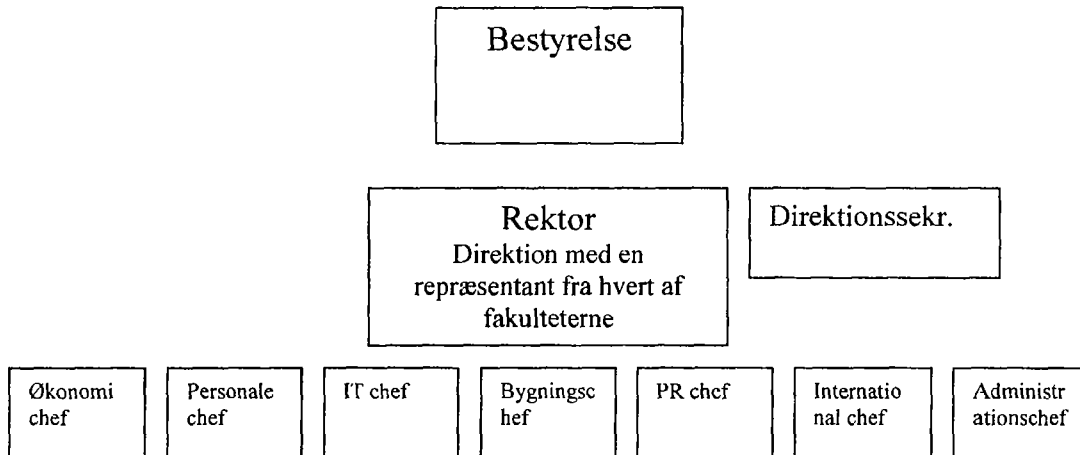 Bestyrelse
Rektor
Direktion med en
repræsentant fra hvert af
fakulteterne
Direktionssekr.
Økonomi
chef
Personale
chef
IT chef
Bygningsc
hef
PR chef
Internatio
nal chef
Administr
ationschef